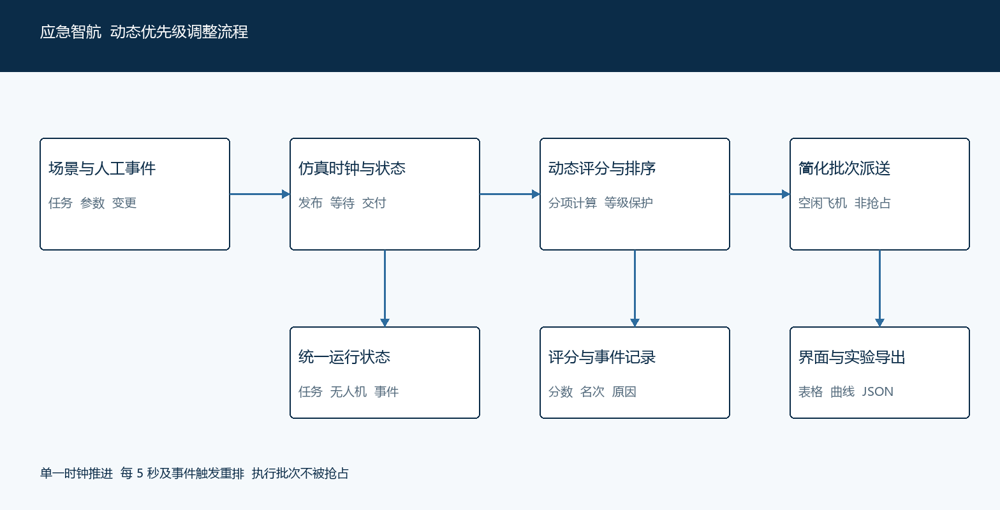 应急智航 动态优先级调整流程
场景与人工事件
任务 参数 变更
仿真时钟与状态
发布 等待 交付
动态评分与排序
分项计算 等级保护
简化批次派送
空闲飞机 非抢占
统一运行状态
任务 无人机 事件
评分与事件记录
分数 名次 原因
界面与实验导出
表格 曲线 JSON
单一时钟推进 每 5 秒及事件触发重排 执行批次不被抢占